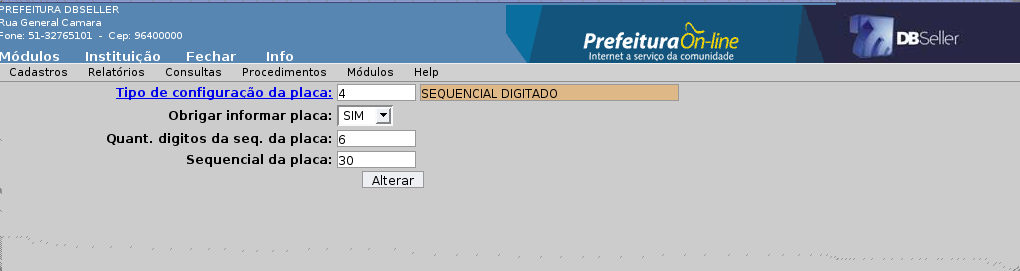 PREFEITURA DBSELLER
Rua General Camara
Fone: 51-32765101 - Cep: 96400000
PrefeituraOn-line
Internet a serviço da comunidade
DBSeller
Módulos Instituição Fechar Info
Cadastros Relatórios Consultas Procedimentos Módulos Help
Tipo de configuração da placa: 4 SEQUENCIAL DIGITADO
Obrigar informar placa: SIM
Quant. digitos da seq. da placa: 6
Sequencial da placa: 30
Alterar